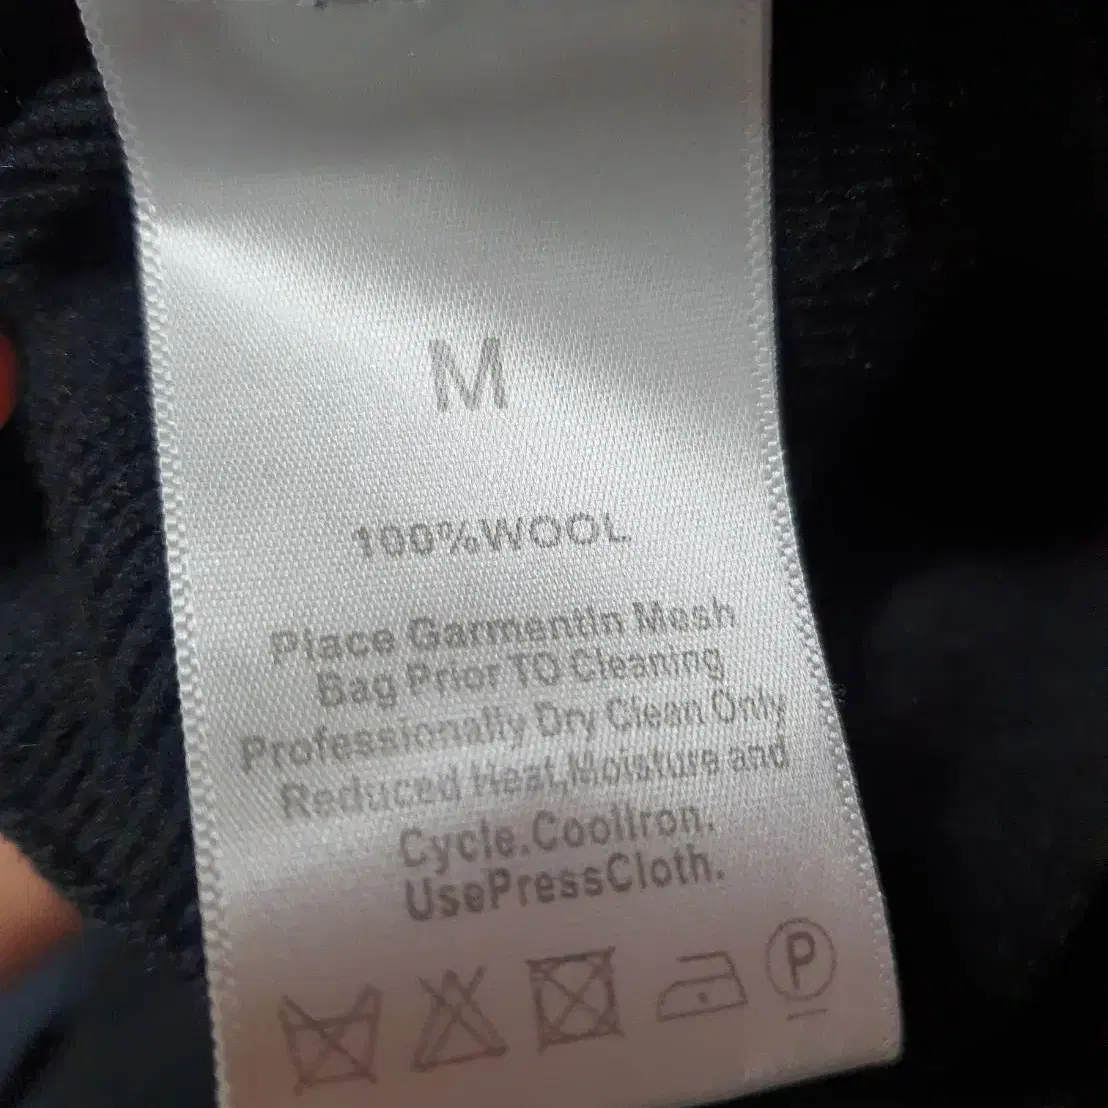 M
100%WOOL
Place Garmentln Mesh
Bag Prior TO Cleaning
Professionally Dry Clean Only
Reduced Heat,Moisture and
Cycle.CoolIron.
UsePressCloth.
P